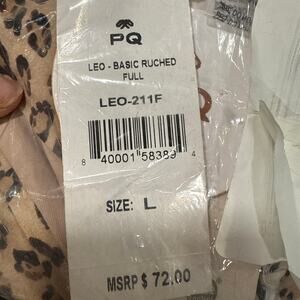 PQ
LEO - BASIC RUCHED
FULL
LEO-211F
8 40001 58389 4
SIZE: L
MSRP $ 72.00